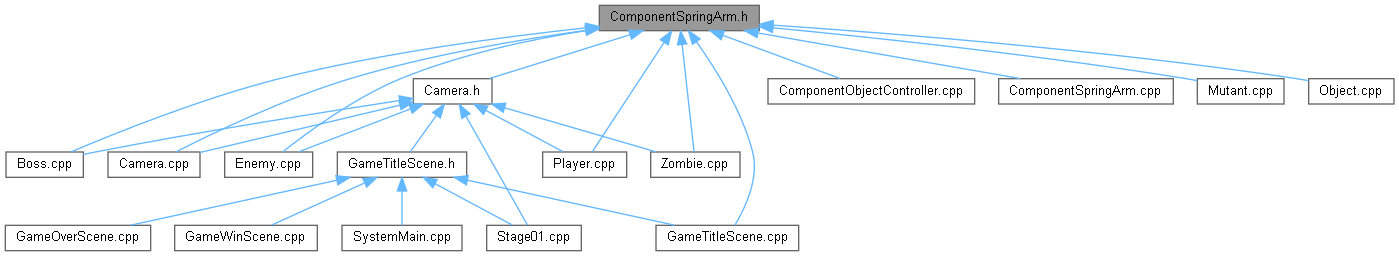 ComponentSpringArm.h
Camera.h
ComponentObjectController.cpp
ComponentSpringArm.cpp
Mutant.cpp
Object.cpp
Boss.cpp
Camera.cpp
Enemy.cpp
GameTitleScene.h
Player.cpp
Zombie.cpp
GameOverScene.cpp
GameWinScene.cpp
SystemMain.cpp
Stage01.cpp
GameTitleScene.cpp